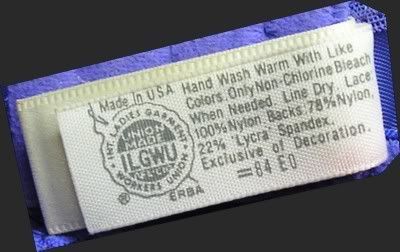 Made In USA
INT. LADIES GARMENT
WORKERS UNION
UNION
MADE
ILGWU
®
ERBA
Hand Wash Warm With Like
Colors Only Non-Chlorine Bleach
When Needed. Line Dry. Lace
100% Nylon. Backs 78% Nylon,
22% Lycra® Spandex.
Exclusive of Decoration.
=84 EO